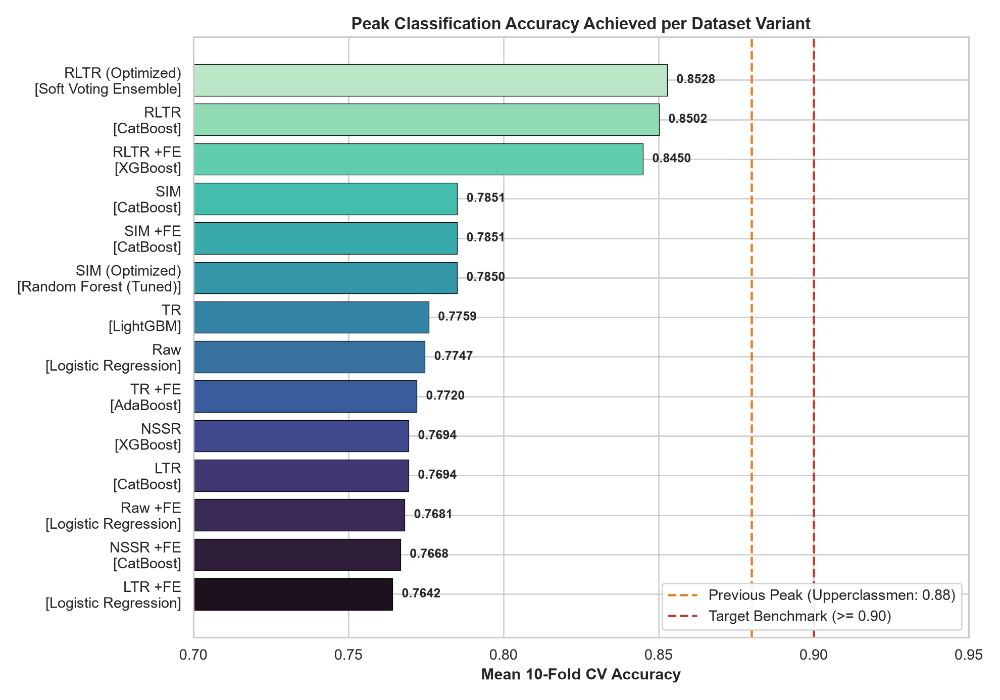 Peak Classification Accuracy Achieved per Dataset Variant
RLTR (Optimized)
[Soft Voting Ensemble]
0.8528
RLTR
[CatBoost]
0.8502
RLTR +FE
[XGBoost]
0.8450
SIM
[CatBoost]
0.7851
SIM +FE
[CatBoost]
0.7851
SIM (Optimized)
[Random Forest (Tuned)]
0.7850
TR
[LightGBM]
0.7759
Raw
[Logistic Regression]
0.7747
TR +FE
[AdaBoost]
0.7720
NSSR
[XGBoost]
0.7694
LTR
[CatBoost]
0.7694
Raw +FE
[Logistic Regression]
0.7681
NSSR +FE
[CatBoost]
0.7668
LTR +FE
[Logistic Regression]
0.7642
Previous Peak (Upperclassmen: 0.88)
Target Benchmark (>= 0.90)
0.70 0.75 0.80 0.85 0.90 0.95
Mean 10-Fold CV Accuracy